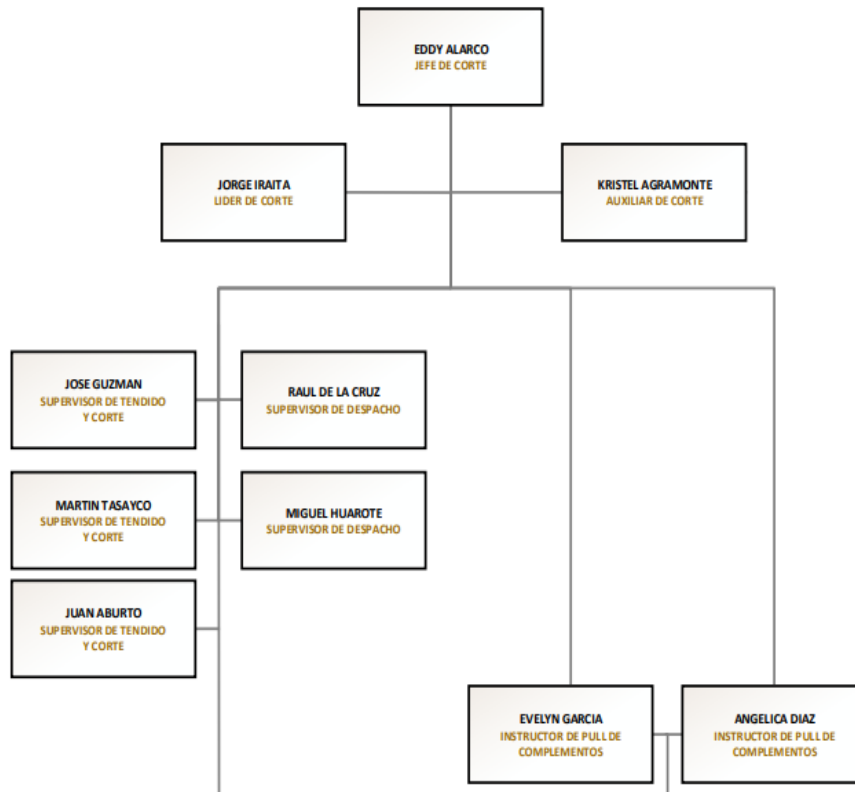 EDDY ALARCO
JEFE DE CORTE
JORGE IRAITA
LIDER DE CORTE
KRISTEL AGRAMONTE
AUXILIAR DE CORTE
JOSE GUZMAN
SUPERVISOR DE TENDIDO
Y CORTE
RAUL DE LA CRUZ
SUPERVISOR DE DESPACHO
MARTIN TASAYCO
SUPERVISOR DE TENDIDO
Y CORTE
MIGUEL HUAROTE
SUPERVISOR DE DESPACHO
JUAN ABURTO
SUPERVISOR DE TENDIDO
Y CORTE
EVELYN GARCIA
INSTRUCTOR DE PULL DE
COMPLEMENTOS
ANGELICA DIAZ
INSTRUCTOR DE PULL DE
COMPLEMENTOS